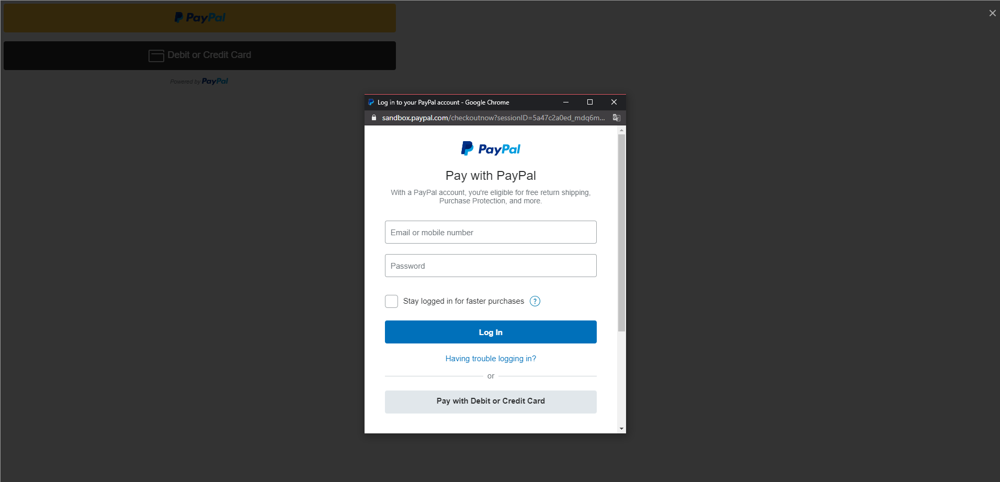 PayPal
Debit or Credit Card
Powered by PayPal
Log in to your PayPal account - Google Chrome
sandbox.paypal.com/checkoutnow?sessionID=5a47c2a0ed_mdq6m...
PayPal
Pay with PayPal
With a PayPal account, you're eligible for free return shipping,
Purchase Protection, and more.
Email or mobile number
Password
Stay logged in for faster purchases ?
Log In
Having trouble logging in?
or
Pay with Debit or Credit Card